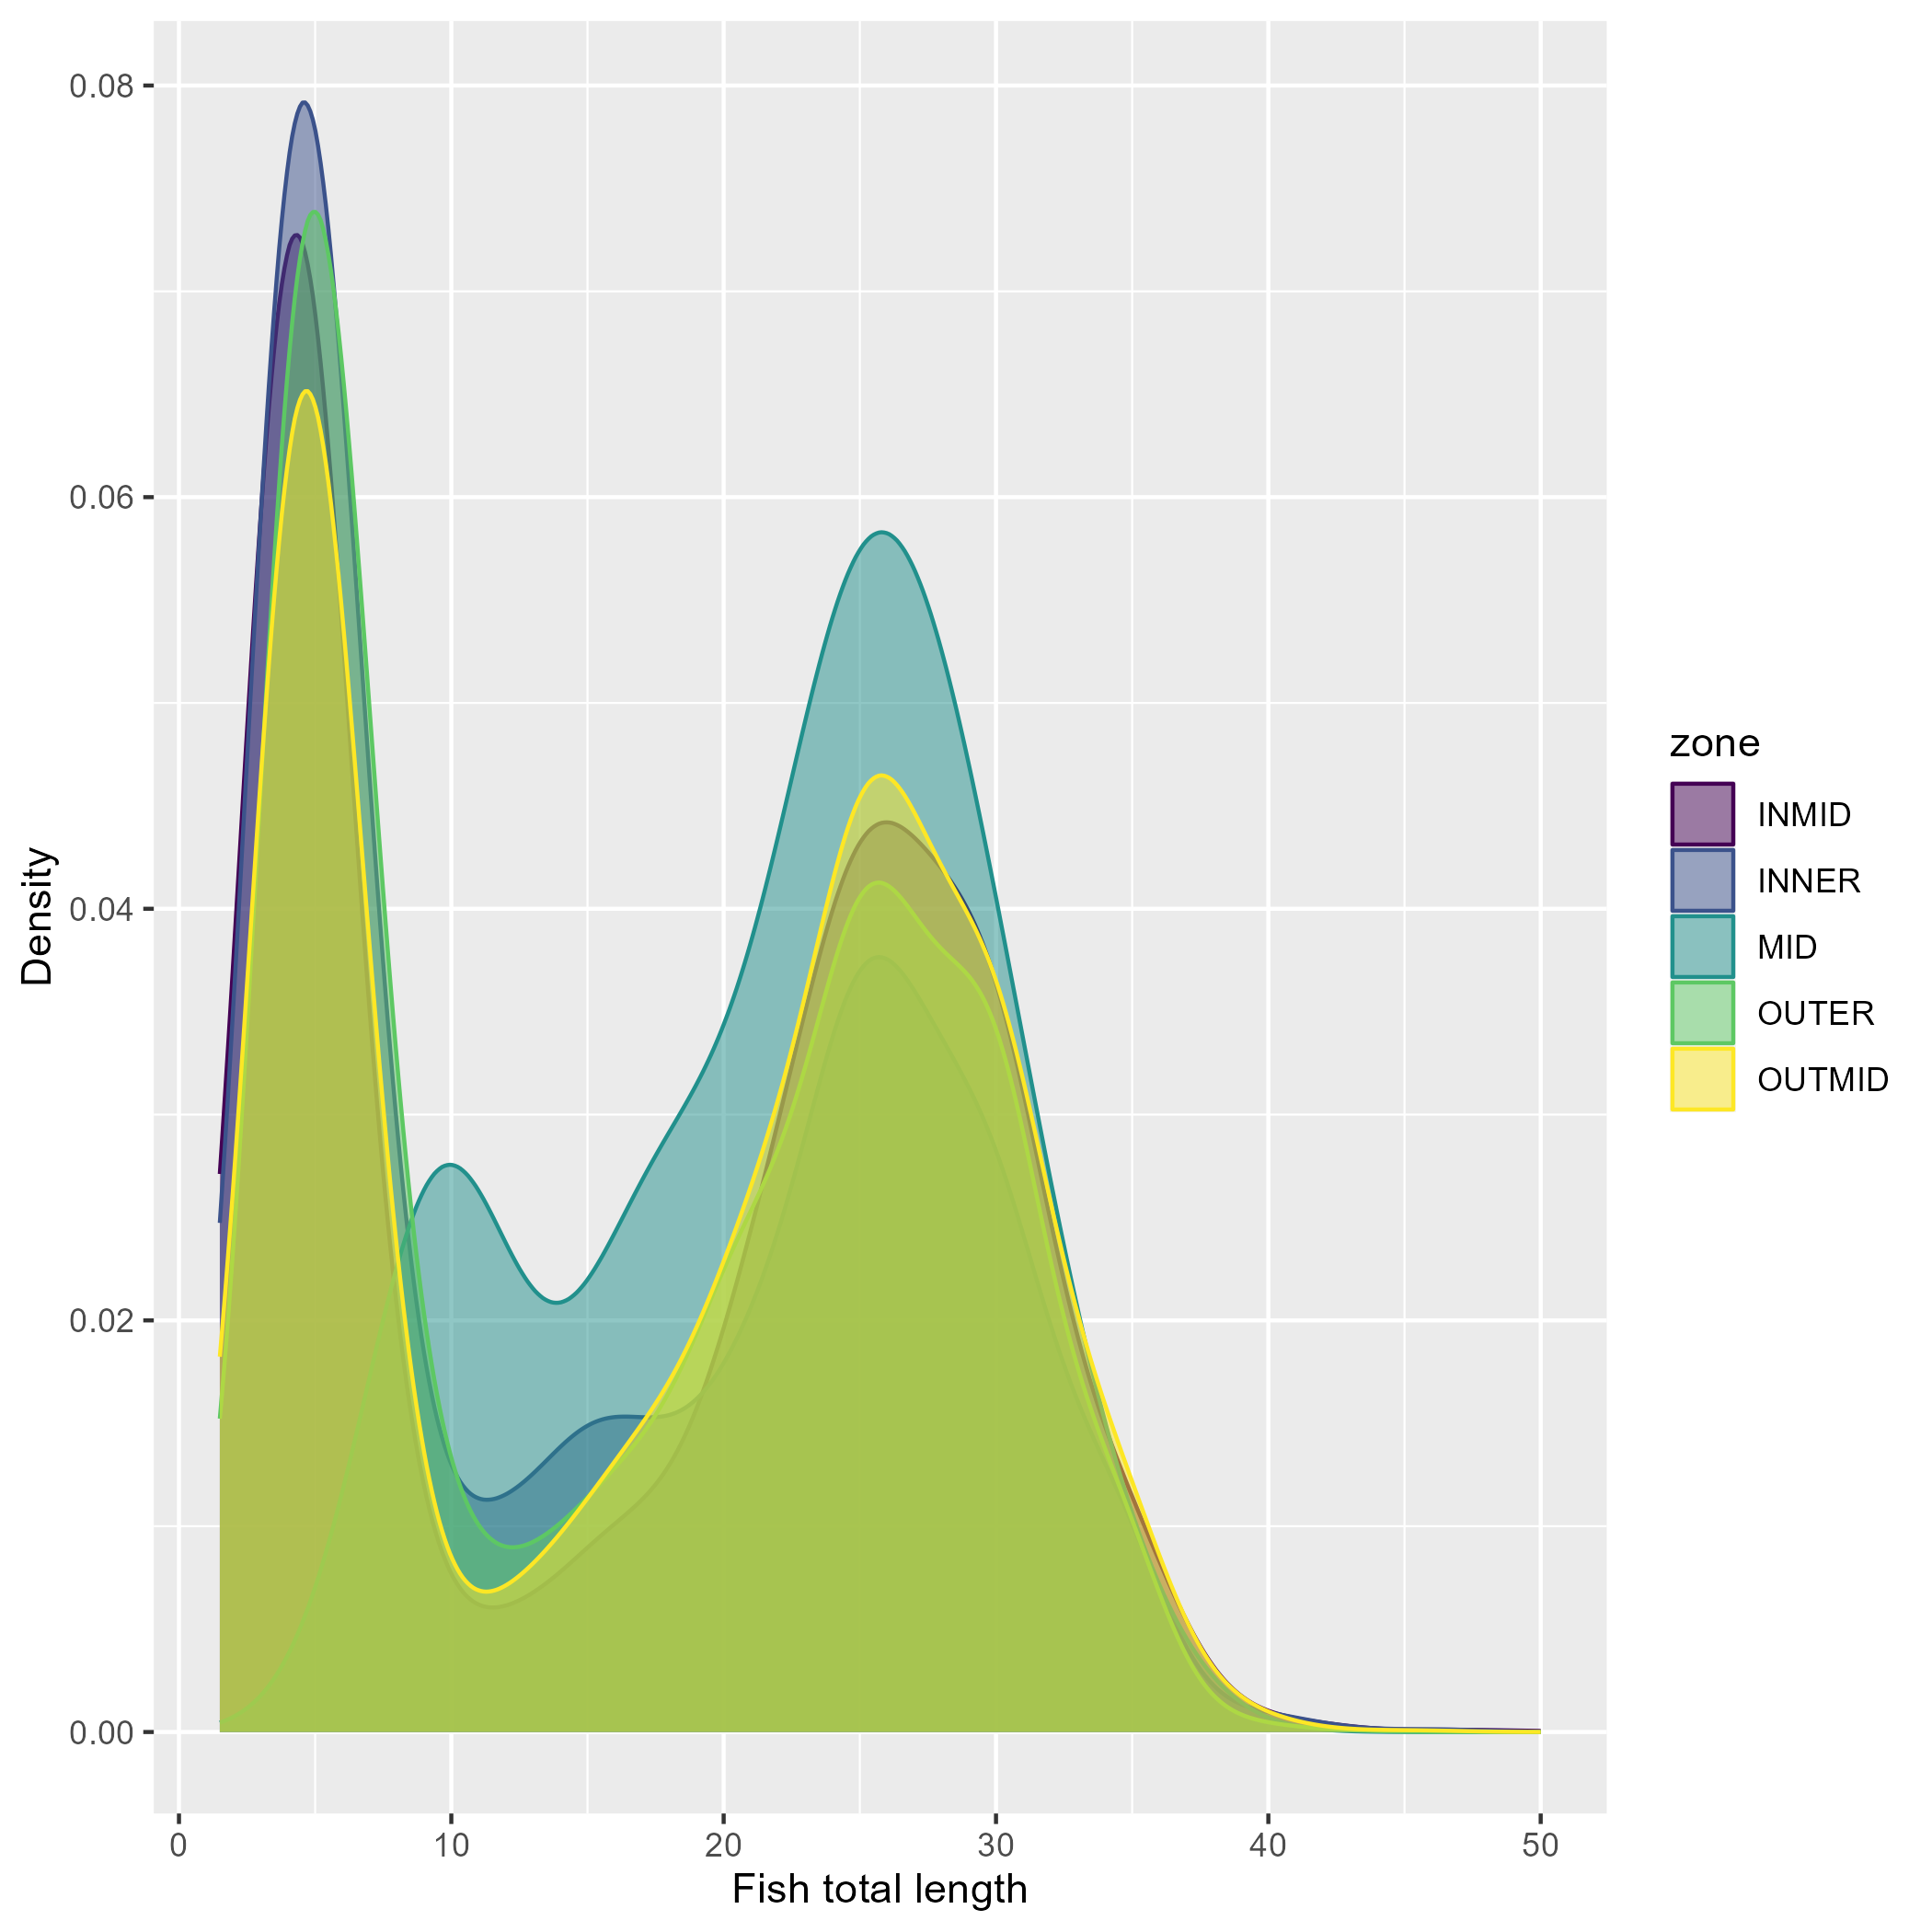 0.08
0.06
0.04
0.02
0.00
Density
0 10 20 30 40 50
Fish total length
zone
INMID
INNER
MID
OUTER
OUTMID